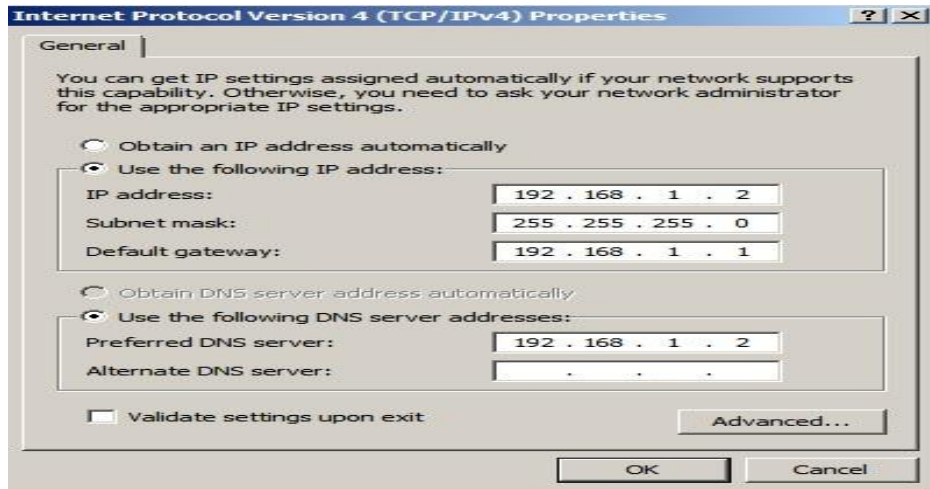 Internet Protocol Version 4 (TCP/IPv4) Properties
General
You can get IP settings assigned automatically if your network supports
this capability. Otherwise, you need to ask your network administrator
for the appropriate IP settings.
Obtain an IP address automatically
Use the following IP address:
IP address: 192 . 168 . 1 . 2
Subnet mask: 255 . 255 . 255 . 0
Default gateway: 192 . 168 . 1 . 1
Obtain DNS server address automatically
Use the following DNS server addresses:
Preferred DNS server: 192 . 168 . 1 . 2
Alternate DNS server: . . .
Validate settings upon exit
Advanced...
OK Cancel